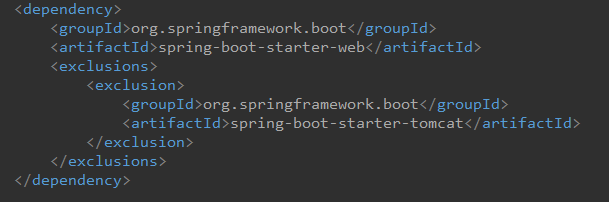 <dependency>
<groupId>org.springframework.boot</groupId>
<artifactId>spring-boot-starter-web</artifactId>
<exclusions>
<exclusion>
<groupId>org.springframework.boot</groupId>
<artifactId>spring-boot-starter-tomcat</artifactId>
</exclusion>
</exclusions>
</dependency>